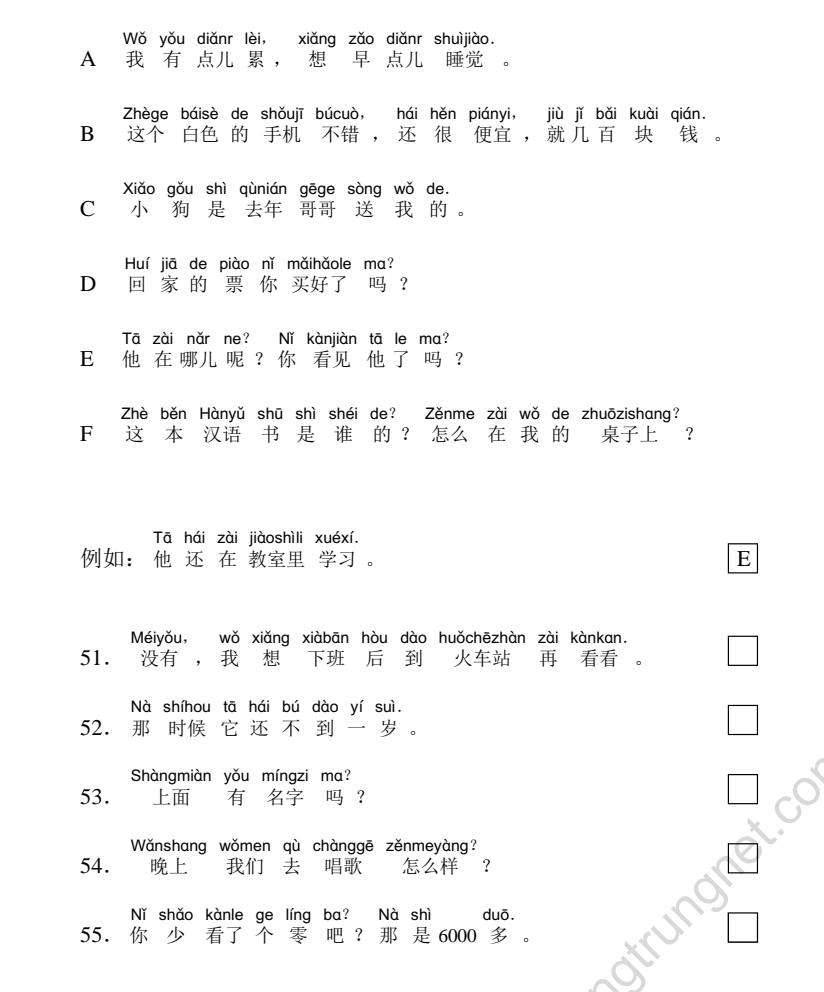 Wǒ yǒu diǎnr lèi, xiǎng zǎo diǎnr shuìjiào.
A 我 有 点儿 累 , 想 早 点儿 睡觉 。
Zhège báisè de shǒujī búcuò, hái hěn piányi, jiù jǐ bǎi kuài qián.
B 这个 白色 的 手机 不错 , 还 很 便宜 , 就 几 百 块 钱 。
Xiǎo gǒu shì qùnián gēge sòng wǒ de.
C 小 狗 是 去年 哥哥 送 我 的 。
Huí jiā de piào nǐ mǎihǎole ma?
D 回 家 的 票 你 买好了 吗 ?
Tā zài nǎr ne? Nǐ kànjiàn tā le ma?
E 他 在 哪儿 呢 ? 你 看见 他 了 吗 ?
Zhè běn Hànyǔ shū shì shéi de? Zěnme zài wǒ de zhuōzishang?
F 这 本 汉语 书 是 谁 的 ? 怎么 在 我 的 桌子上 ?
Tā hái zài jiàoshìli xuéxí.
例如: 他 还 在 教室里 学习 。 E
Méiyǒu, wǒ xiǎng xiàbān hòu dào huǒchēzhàn zài kànkan.
51. 没有 , 我 想 下班 后 到 火车站 再 看看 。
Nà shíhou tā hái bú dào yí suì.
52. 那 时候 它 还 不 到 一 岁 。
Shàngmiàn yǒu míngzi ma?
53. 上面 有 名字 吗 ?
Wǎnshang wǒmen qù chànggē zěnmeyàng?
54. 晚上 我们 去 唱歌 怎么样 ?
Nǐ shǎo kànle ge líng ba? Nà shì duō.
55. 你 少 看了 个 零 吧 ? 那 是 6000 多 。